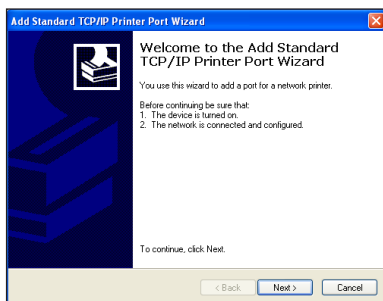 Add Standard TCP/IP Printer Port Wizard
Welcome to the Add Standard
TCP/IP Printer Port Wizard
You use this wizard to add a port for a network printer.
Before continuing be sure that:
1. The device is turned on.
2. The network is connected and configured.
To continue, click Next.
< Back
Next >
Cancel